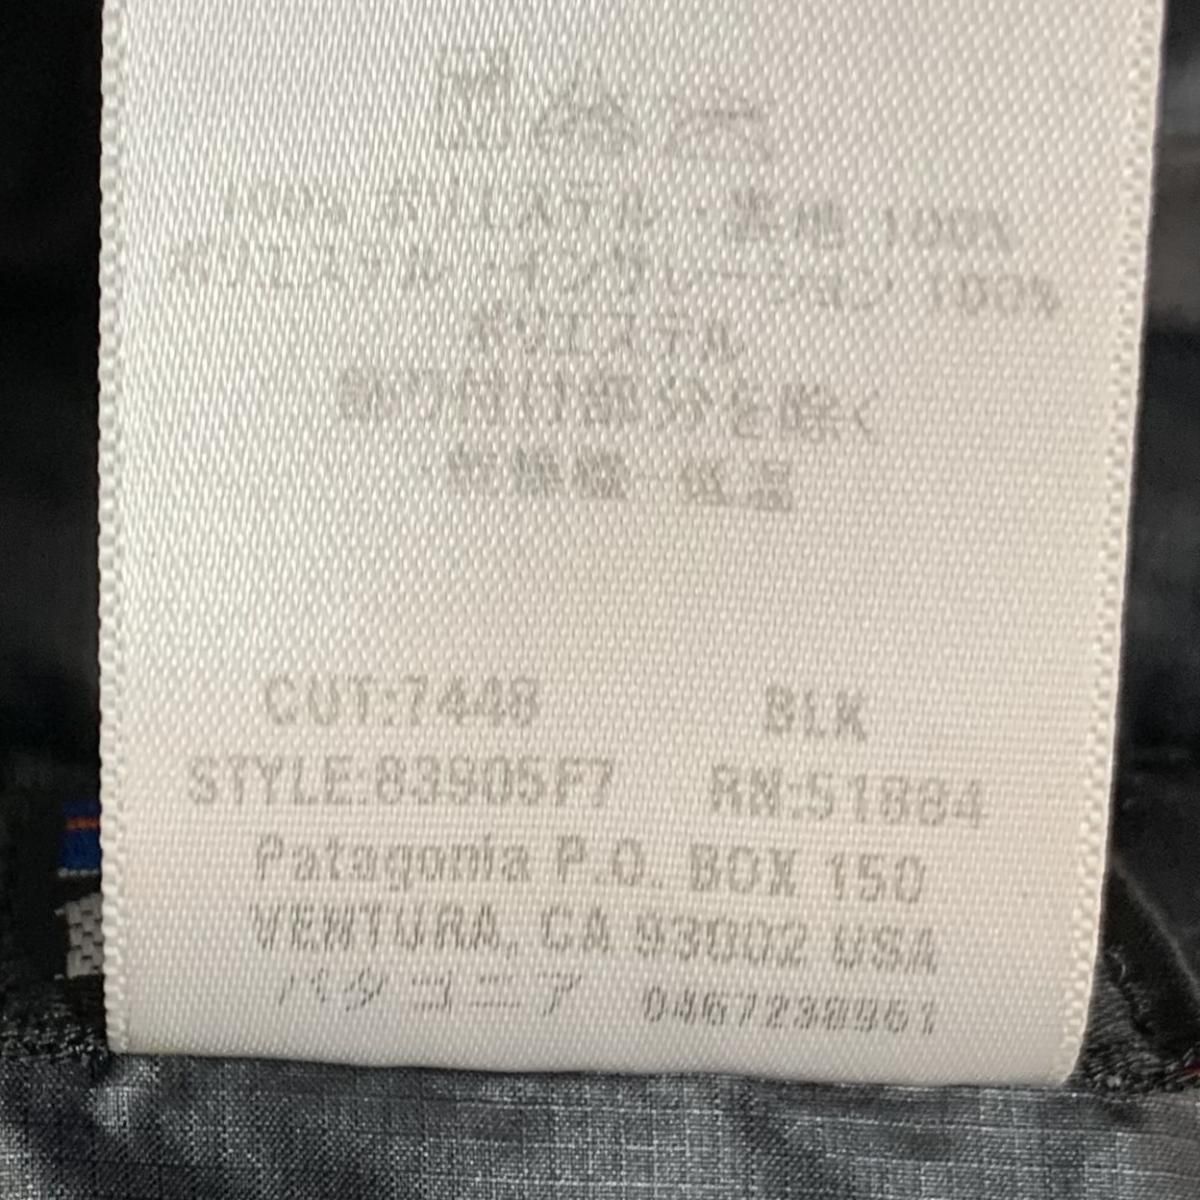 100% ポリエステル・表地 100%
ポリエステル・インサレーション 100%
ポリエステル
飾り付け部分を除く
乾燥機 低温
CUT:7448 BLK
STYLE:83905F7 RN:51884
Patagonia P.O. BOX 150
VENTURA, CA 93002 USA
パタゴニア 0467238961